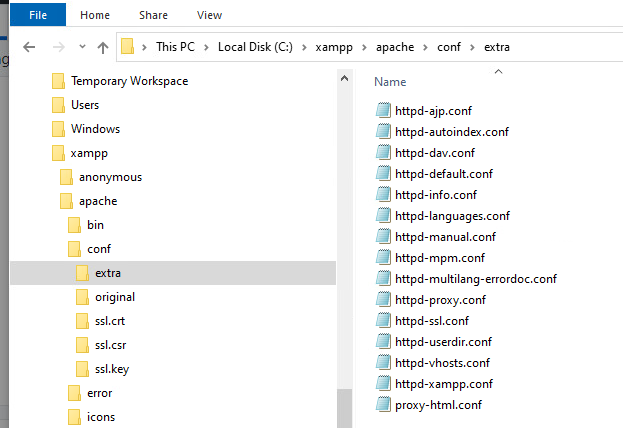 File Home Share View
This PC Local Disk (C:) xampp apache conf extra
Temporary Workspace
Users
Windows
xampp
anonymous
apache
bin
conf
extra
original
ssl.crt
ssl.csr
ssl.key
error
icons
Name
httpd-ajp.conf
httpd-autoindex.conf
httpd-dav.conf
httpd-default.conf
httpd-info.conf
httpd-languages.conf
httpd-manual.conf
httpd-mpm.conf
httpd-multilang-errordoc.conf
httpd-proxy.conf
httpd-ssl.conf
httpd-userdir.conf
httpd-vhosts.conf
httpd-xampp.conf
proxy-html.conf